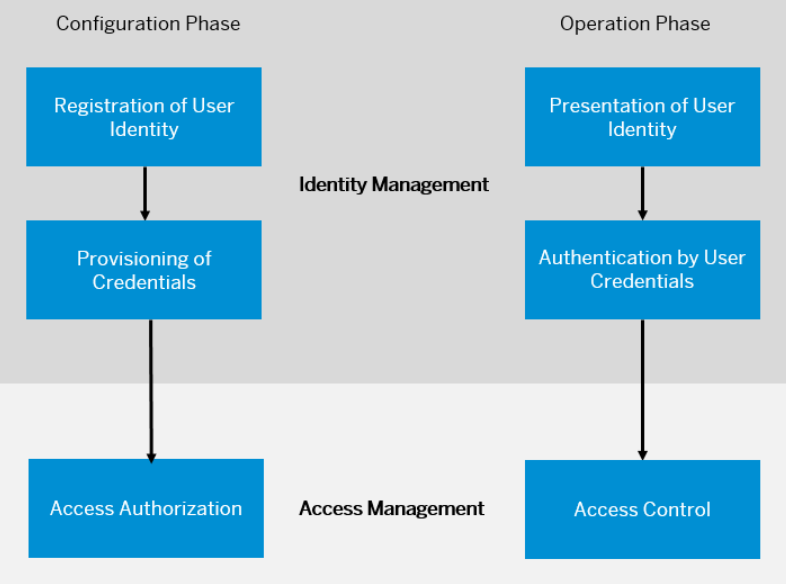 Configuration Phase
Operation Phase
Registration of User
Identity
Presentation of User
Identity
Identity Management
Provisioning of
Credentials
Authentication by User
Credentials
Access Authorization
Access Management
Access Control